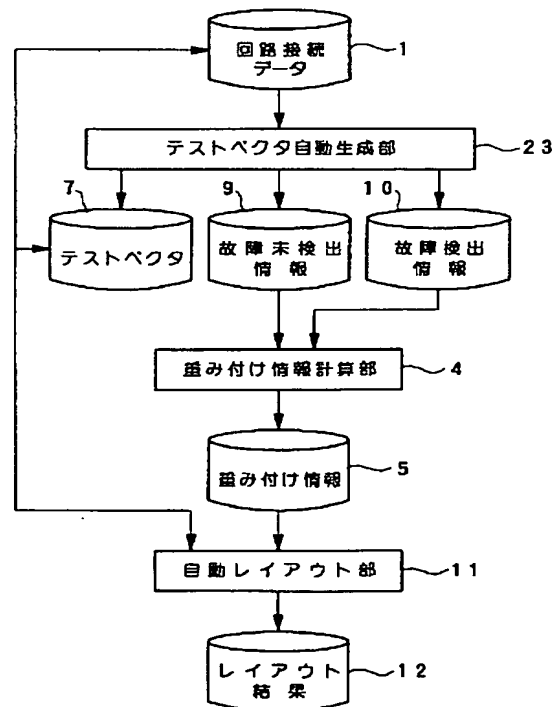 回路接続
データ
1
テストベクタ自動生成部
23
7
9
10
テストベクタ
故障未検出
情報
故障検出
情報
重み付け情報計算部
4
重み付け情報
5
自動レイアウト部
11
レイアウト
結果
12